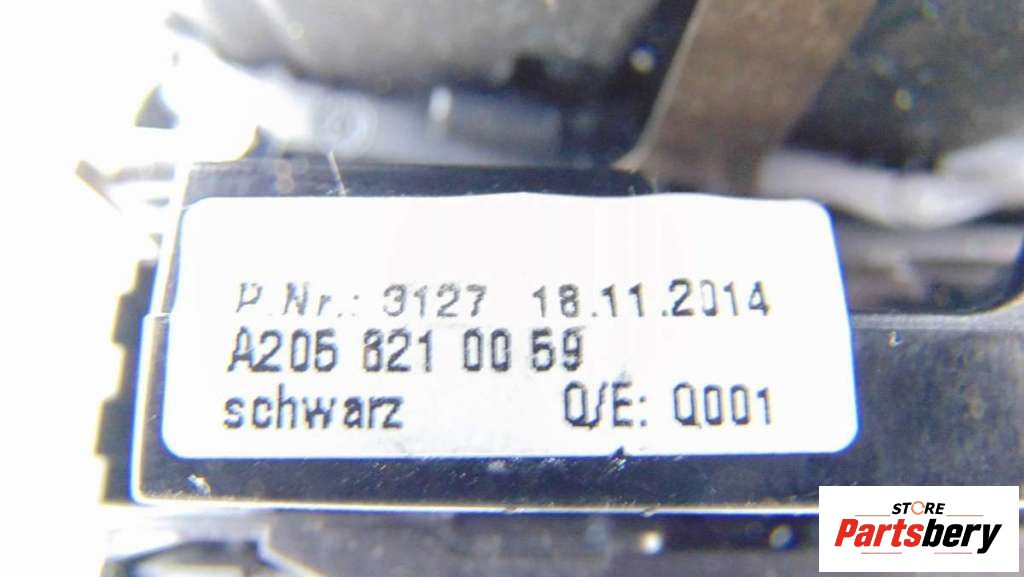 P.Nr.: 3127 18.11.2014
A205 821 00 59
schwarz Q/E: Q001
STORE
Partsbery